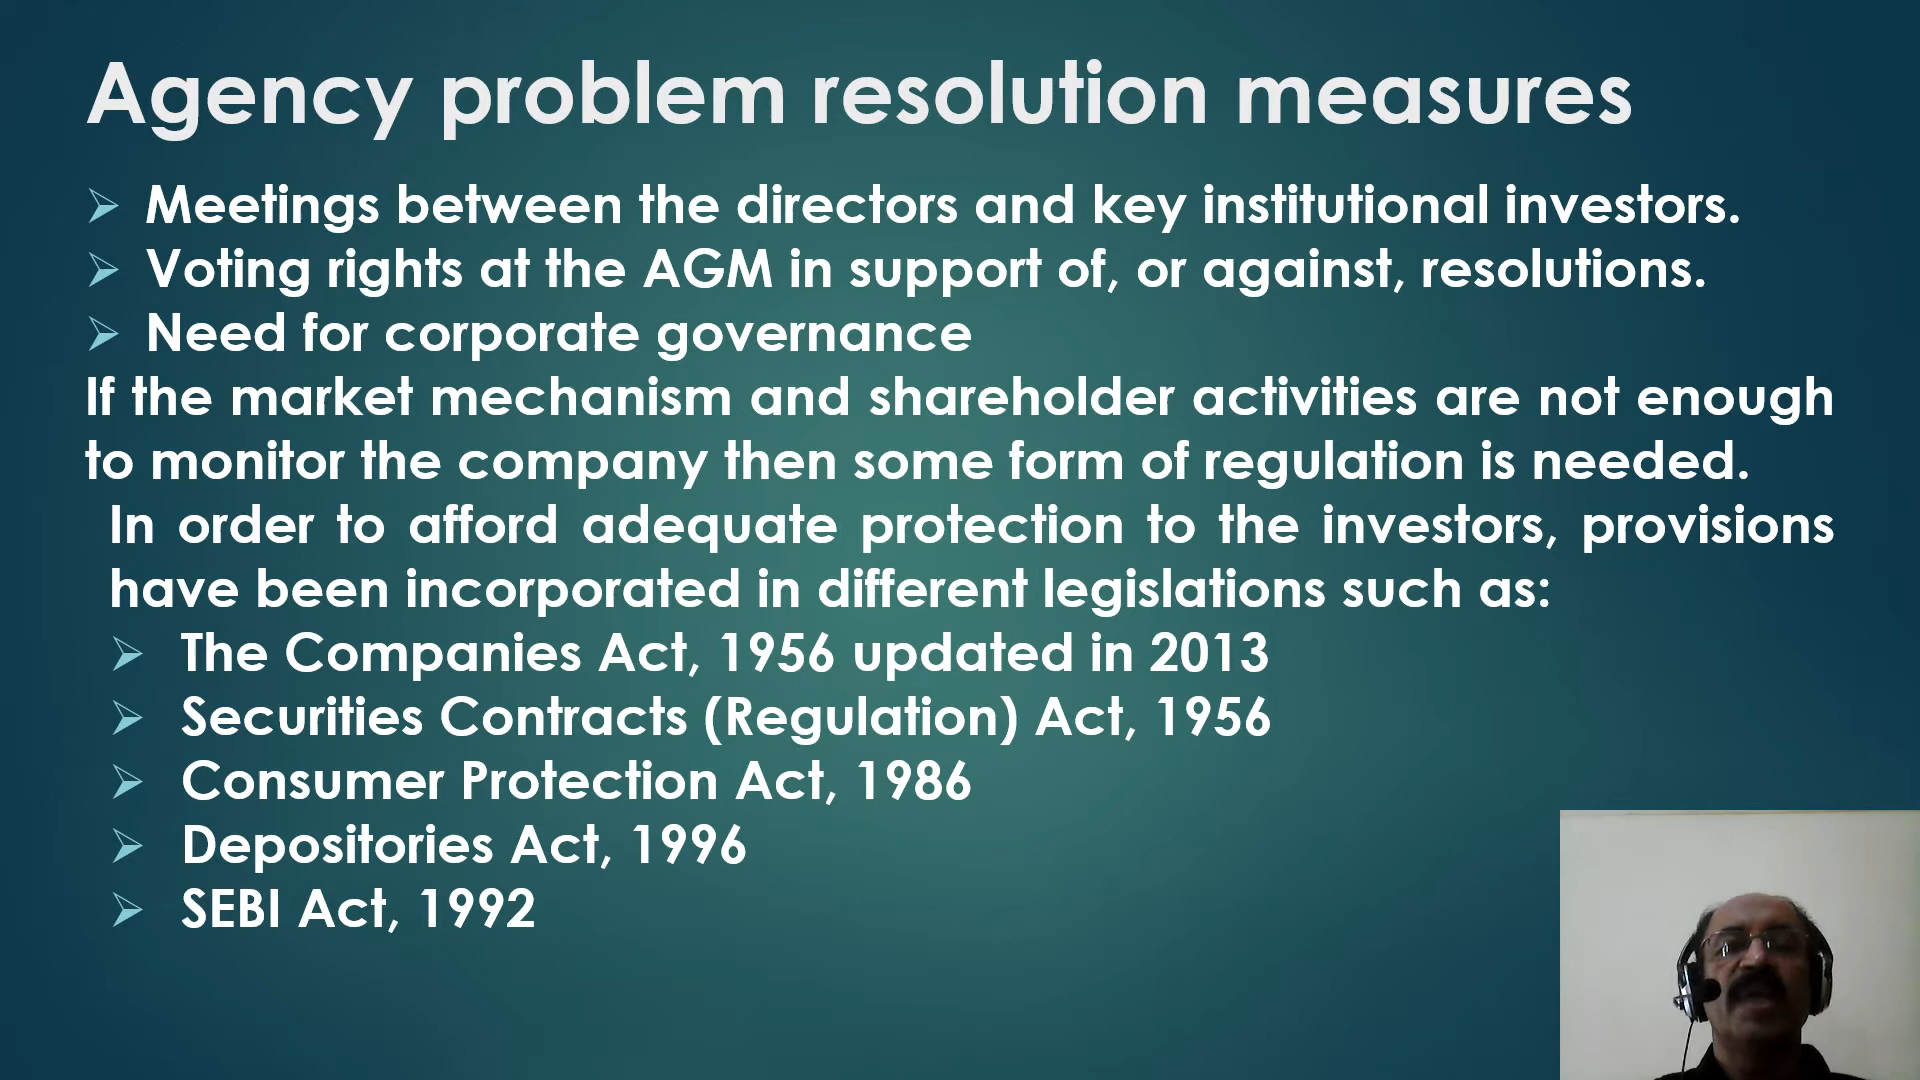 Agency problem resolution measures
Meetings between the directors and key institutional investors.
Voting rights at the AGM in support of, or against, resolutions.
Need for corporate governance
If the market mechanism and shareholder activities are not enough
to monitor the company then some form of regulation is needed.
In order to afford adequate protection to the investors, provisions
have been incorporated in different legislations such as:
The Companies Act, 1956 updated in 2013
Securities Contracts (Regulation) Act, 1956
Consumer Protection Act, 1986
Depositories Act, 1996
SEBI Act, 1992